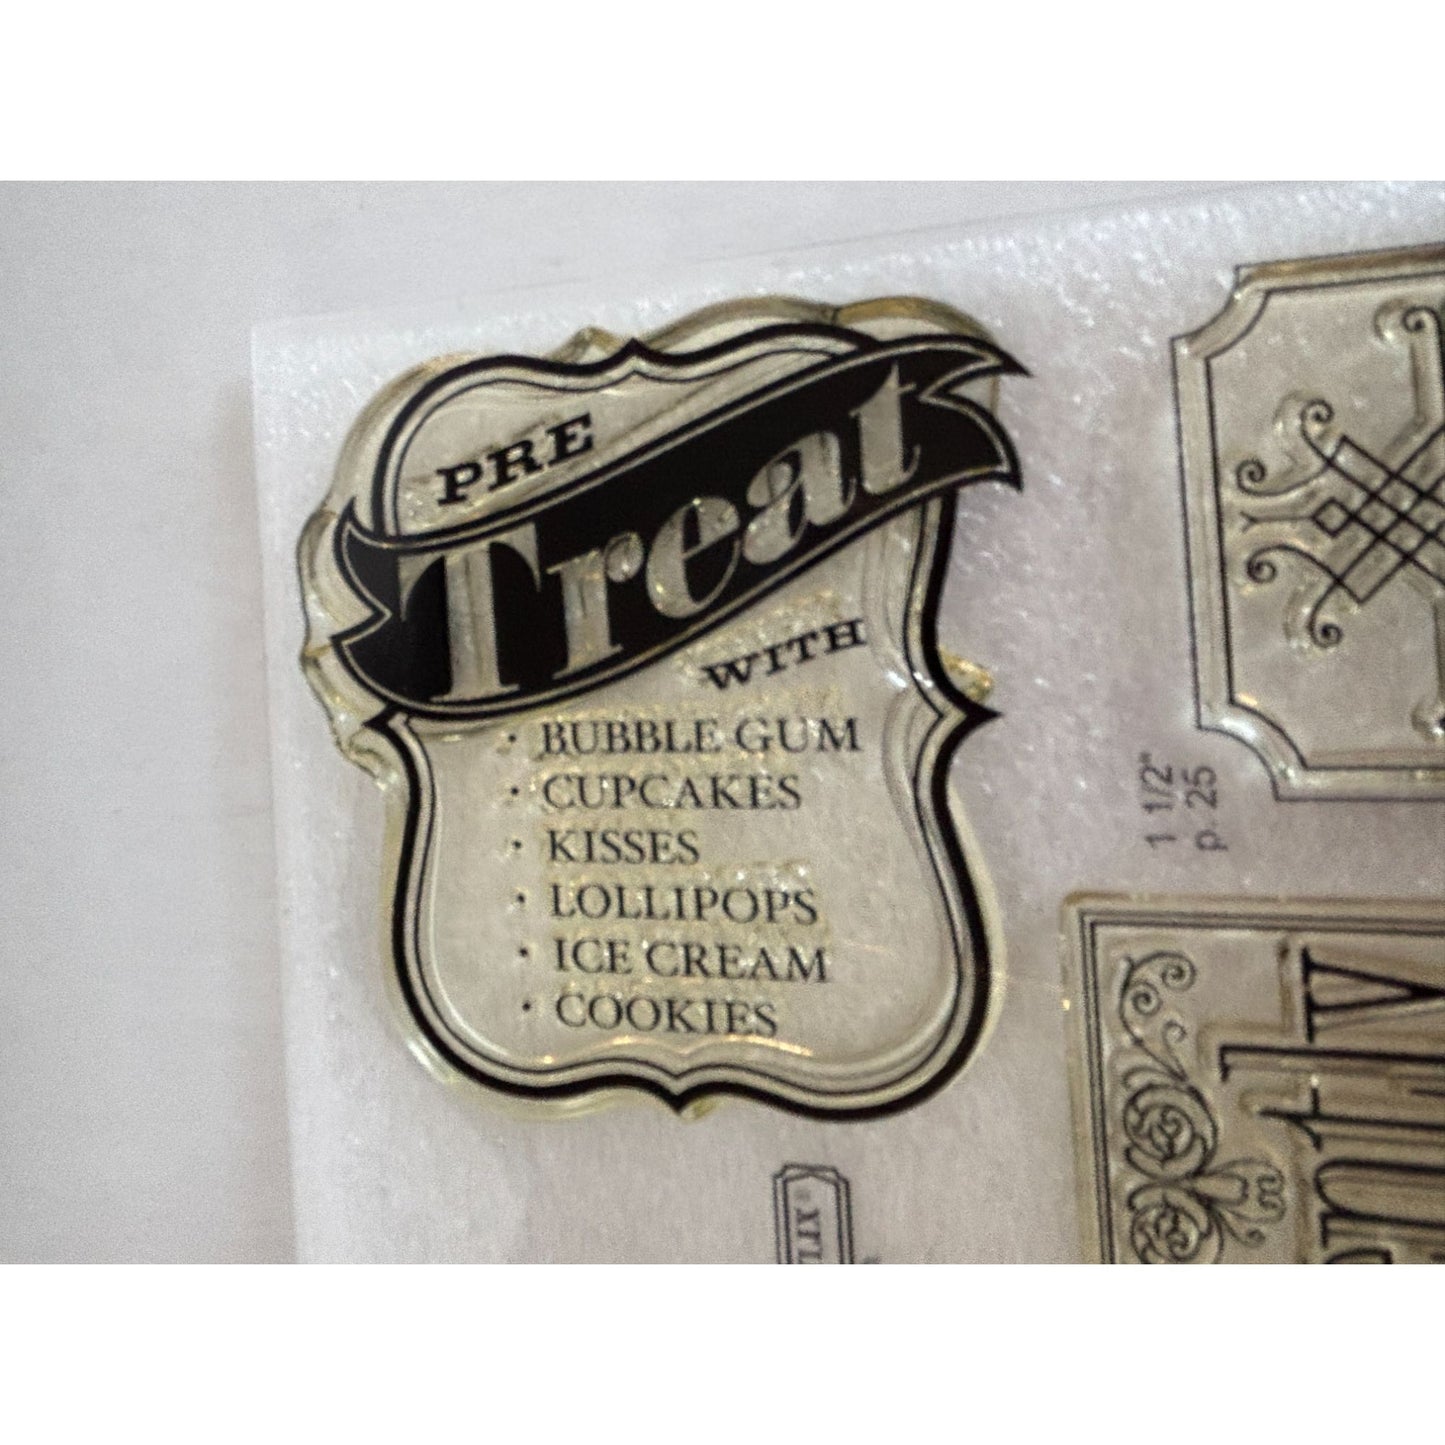 PRE
Treat
WITH
· BUBBLE GUM
· CUPCAKES
· KISSES
· LOLLIPOPS
· ICE CREAM
· COOKIES
1 1/2"
p. 25